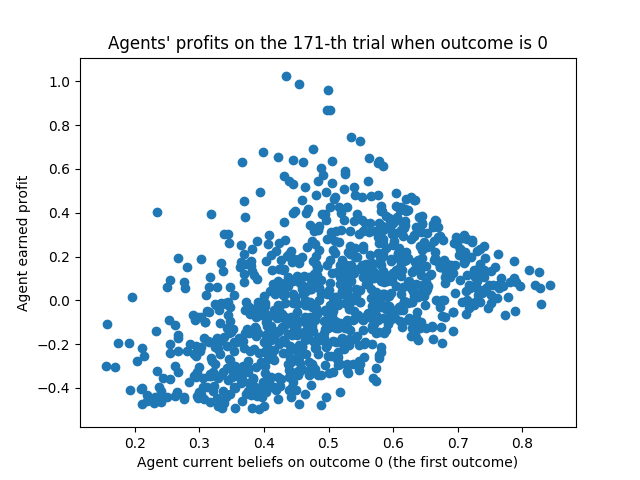 Agents' profits on the 171-th trial when outcome is 0
1.0
0.8
0.6
0.4
0.2
0.0
−0.2
−0.4
Agent earned profit
0.2 0.3 0.4 0.5 0.6 0.7 0.8
Agent current beliefs on outcome 0 (the first outcome)